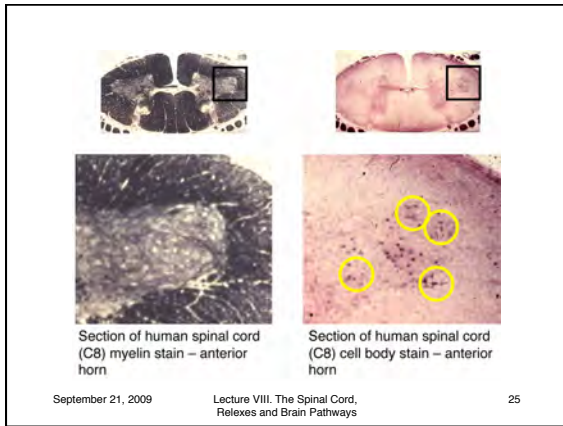 Section of human spinal cord
(C8) myelin stain – anterior
horn
Section of human spinal cord
(C8) cell body stain – anterior
horn
September 21, 2009
Lecture VIII. The Spinal Cord,
Relexes and Brain Pathways
25